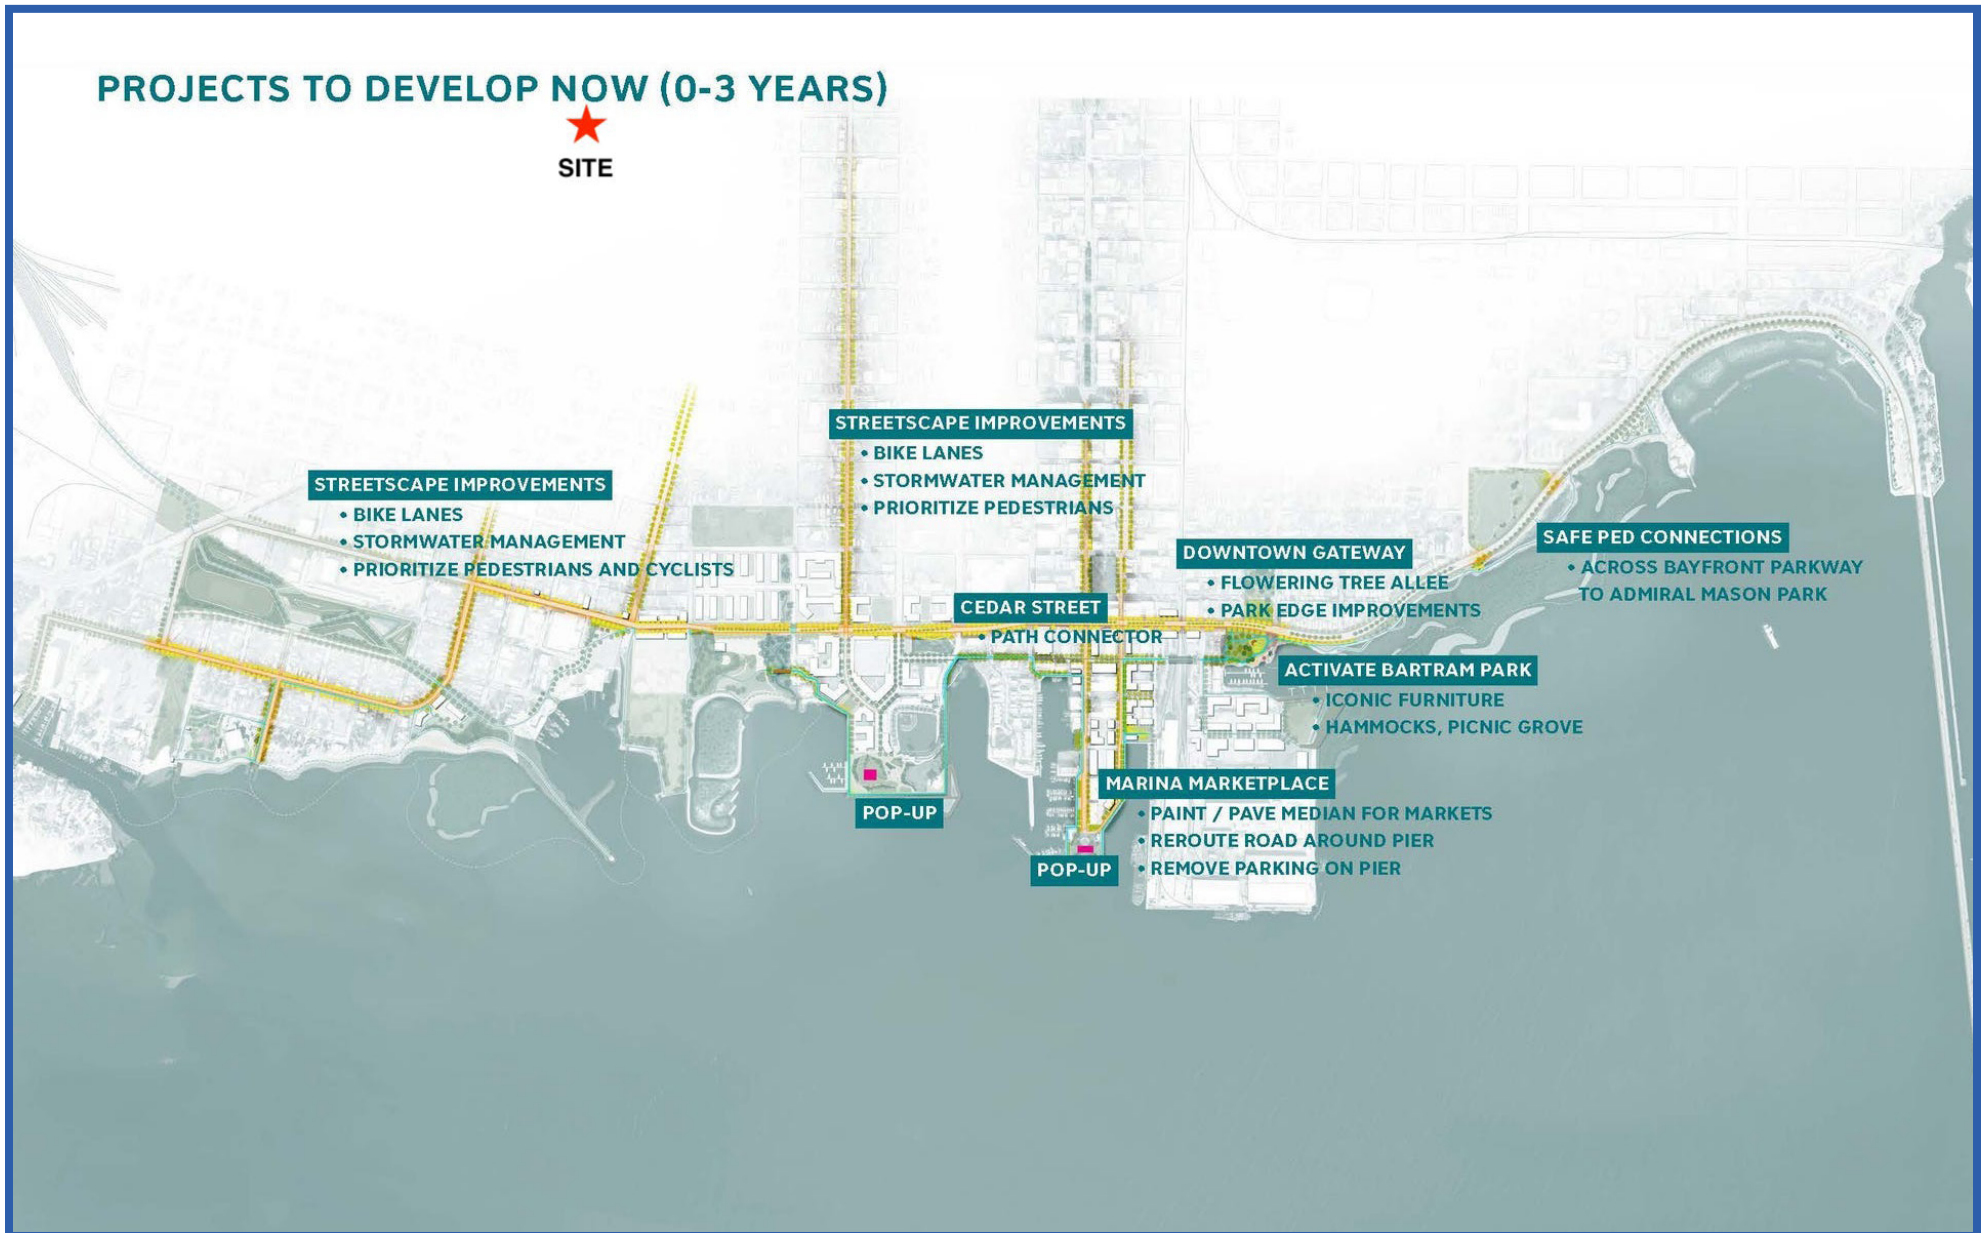 PROJECTS TO DEVELOP NOW (0-3 YEARS)
SITE
STREETSCAPE IMPROVEMENTS
• BIKE LANES
• STORMWATER MANAGEMENT
• PRIORITIZE PEDESTRIANS AND CYCLISTS
STREETSCAPE IMPROVEMENTS
• BIKE LANES
• STORMWATER MANAGEMENT
• PRIORITIZE PEDESTRIANS
CEDAR STREET
• PATH CONNECTOR
DOWNTOWN GATEWAY
• FLOWERING TREE ALLEE
• PARK EDGE IMPROVEMENTS
SAFE PED CONNECTIONS
• ACROSS BAYFRONT PARKWAY
TO ADMIRAL MASON PARK
ACTIVATE BARTRAM PARK
• ICONIC FURNITURE
• HAMMOCKS, PICNIC GROVE
MARINA MARKETPLACE
• PAINT / PAVE MEDIAN FOR MARKETS
• REROUTE ROAD AROUND PIER
• REMOVE PARKING ON PIER
POP-UP
POP-UP